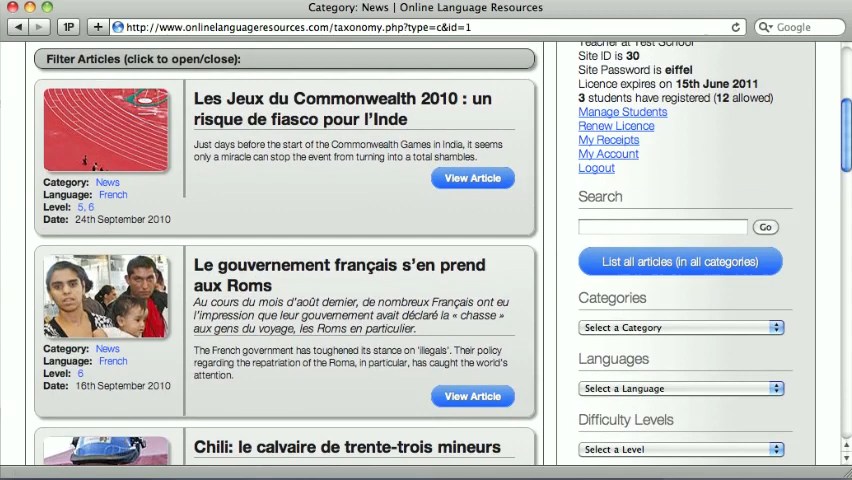 Category: News | Online Language Resources
1P
http://www.onlinelanguageresources.com/taxonomy.php?type=c&id=1
Google
Filter Articles (click to open/close):
Les Jeux du Commonwealth 2010 : un
risque de fiasco pour l'Inde
Just days before the start of the Commonwealth Games in India, it seems
only a miracle can stop the event from turning into a total shambles.
View Article
Category: News
Language: French
Level: 5, 6
Date: 24th September 2010
Le gouvernement français s'en prend
aux Roms
Au cours du mois d'août dernier, de nombreux Français ont eu
l'impression que leur gouvernement avait déclaré la « chasse »
aux gens du voyage, les Roms en particulier.
The French government has toughened its stance on 'illegals'. Their policy
regarding the repatriation of the Roma, in particular, has caught the world's
attention.
View Article
Category: News
Language: French
Level: 6
Date: 16th September 2010
Chili: le calvaire de trente-trois mineurs
Teacher at Test School
Site ID is 30
Site Password is eiffel
Licence expires on 15th June 2011
3 students have registered (12 allowed)
Manage Students
Renew Licence
My Receipts
My Account
Logout
Search
Go
List all articles (in all categories)
Categories
Select a Category
Languages
Select a Language
Difficulty Levels
Select a Level